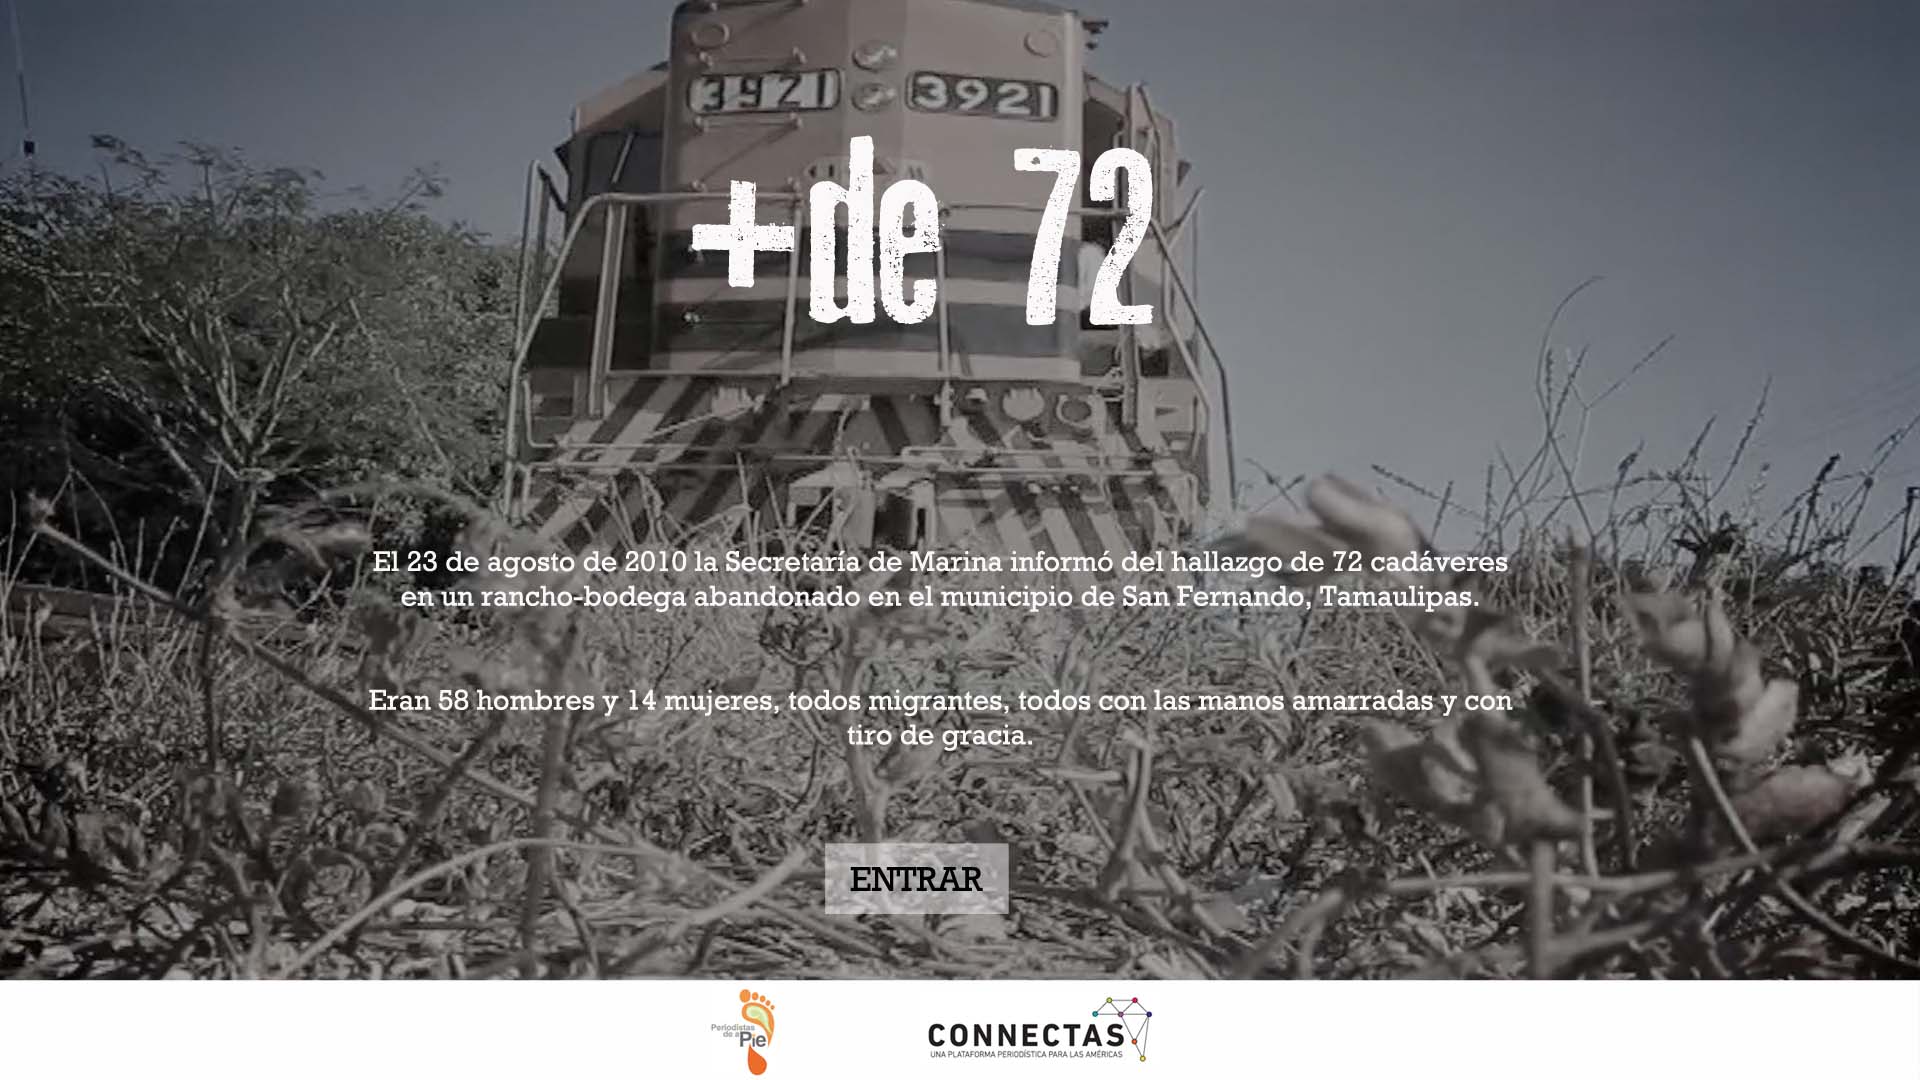 3921 3921
+de 72
El 23 de agosto de 2010 la Secretaría de Marina informó del hallazgo de 72 cadáveres
en un rancho-bodega abandonado en el municipio de San Fernando, Tamaulipas.
Eran 58 hombres y 14 mujeres, todos migrantes, todos con las manos amarradas y con
tiro de gracia.
ENTRAR
Periodistas
de a Pie
CONNECTAS
UNA PLATAFORMA PERIODÍSTICA PARA LAS AMÉRICAS